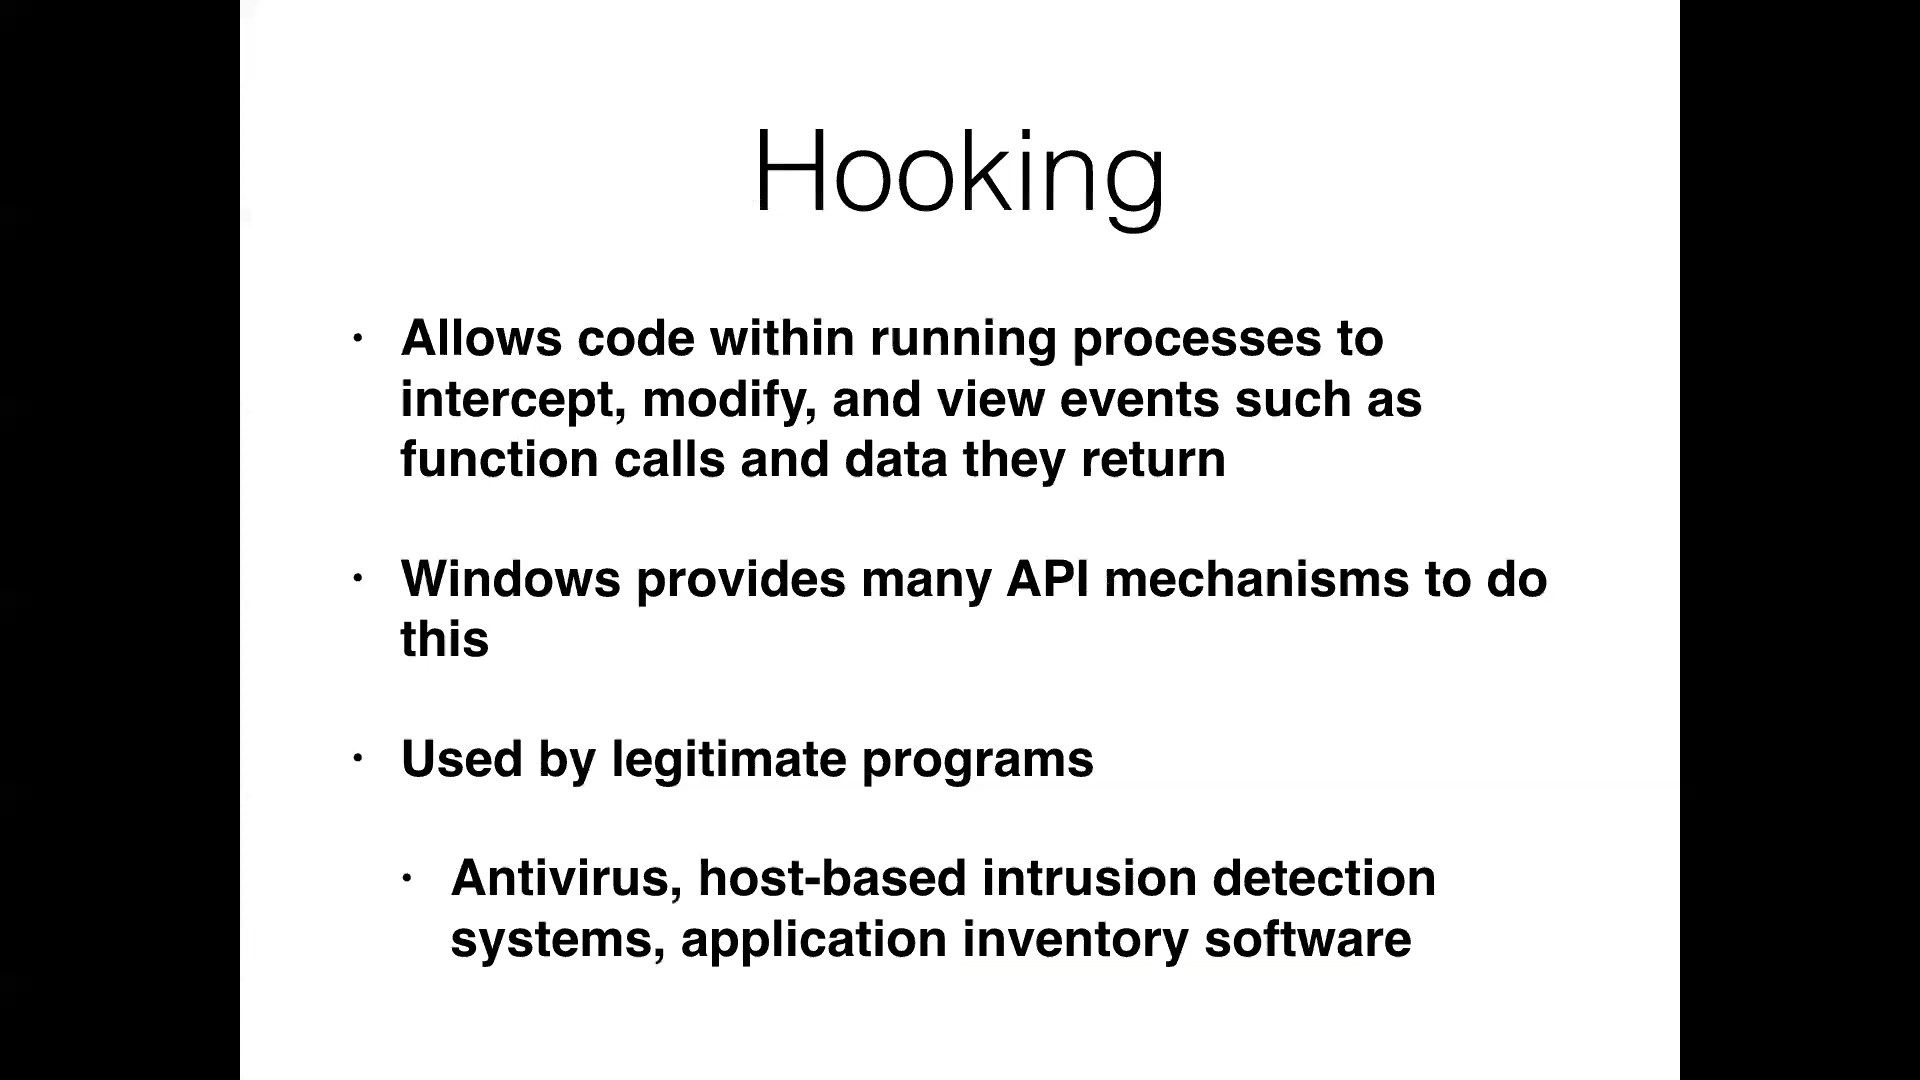 Hooking
• Allows code within running processes to
intercept, modify, and view events such as
function calls and data they return
• Windows provides many API mechanisms to do
this
• Used by legitimate programs
• Antivirus, host-based intrusion detection
systems, application inventory software